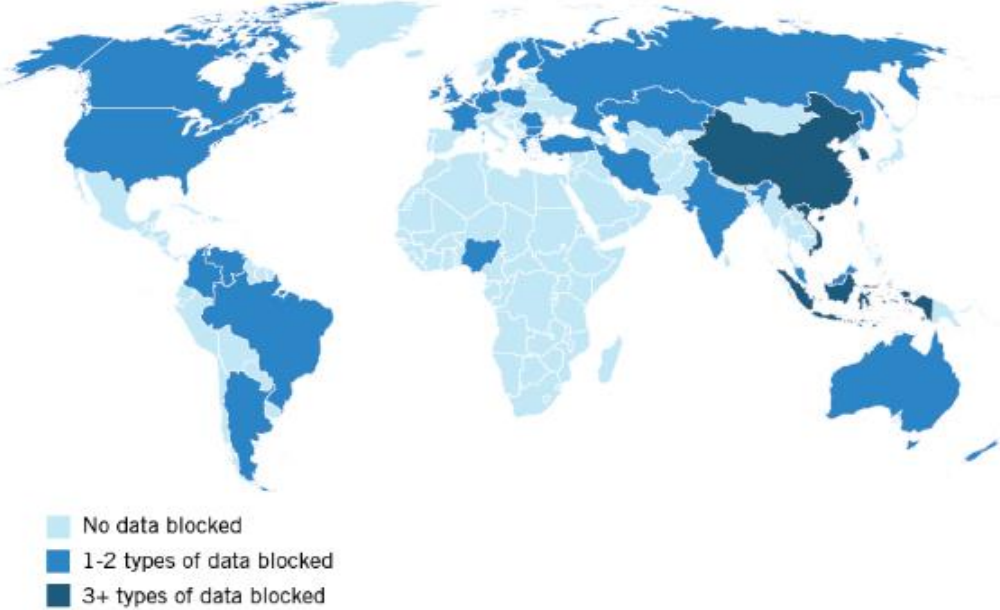 No data blocked
1-2 types of data blocked
3+ types of data blocked